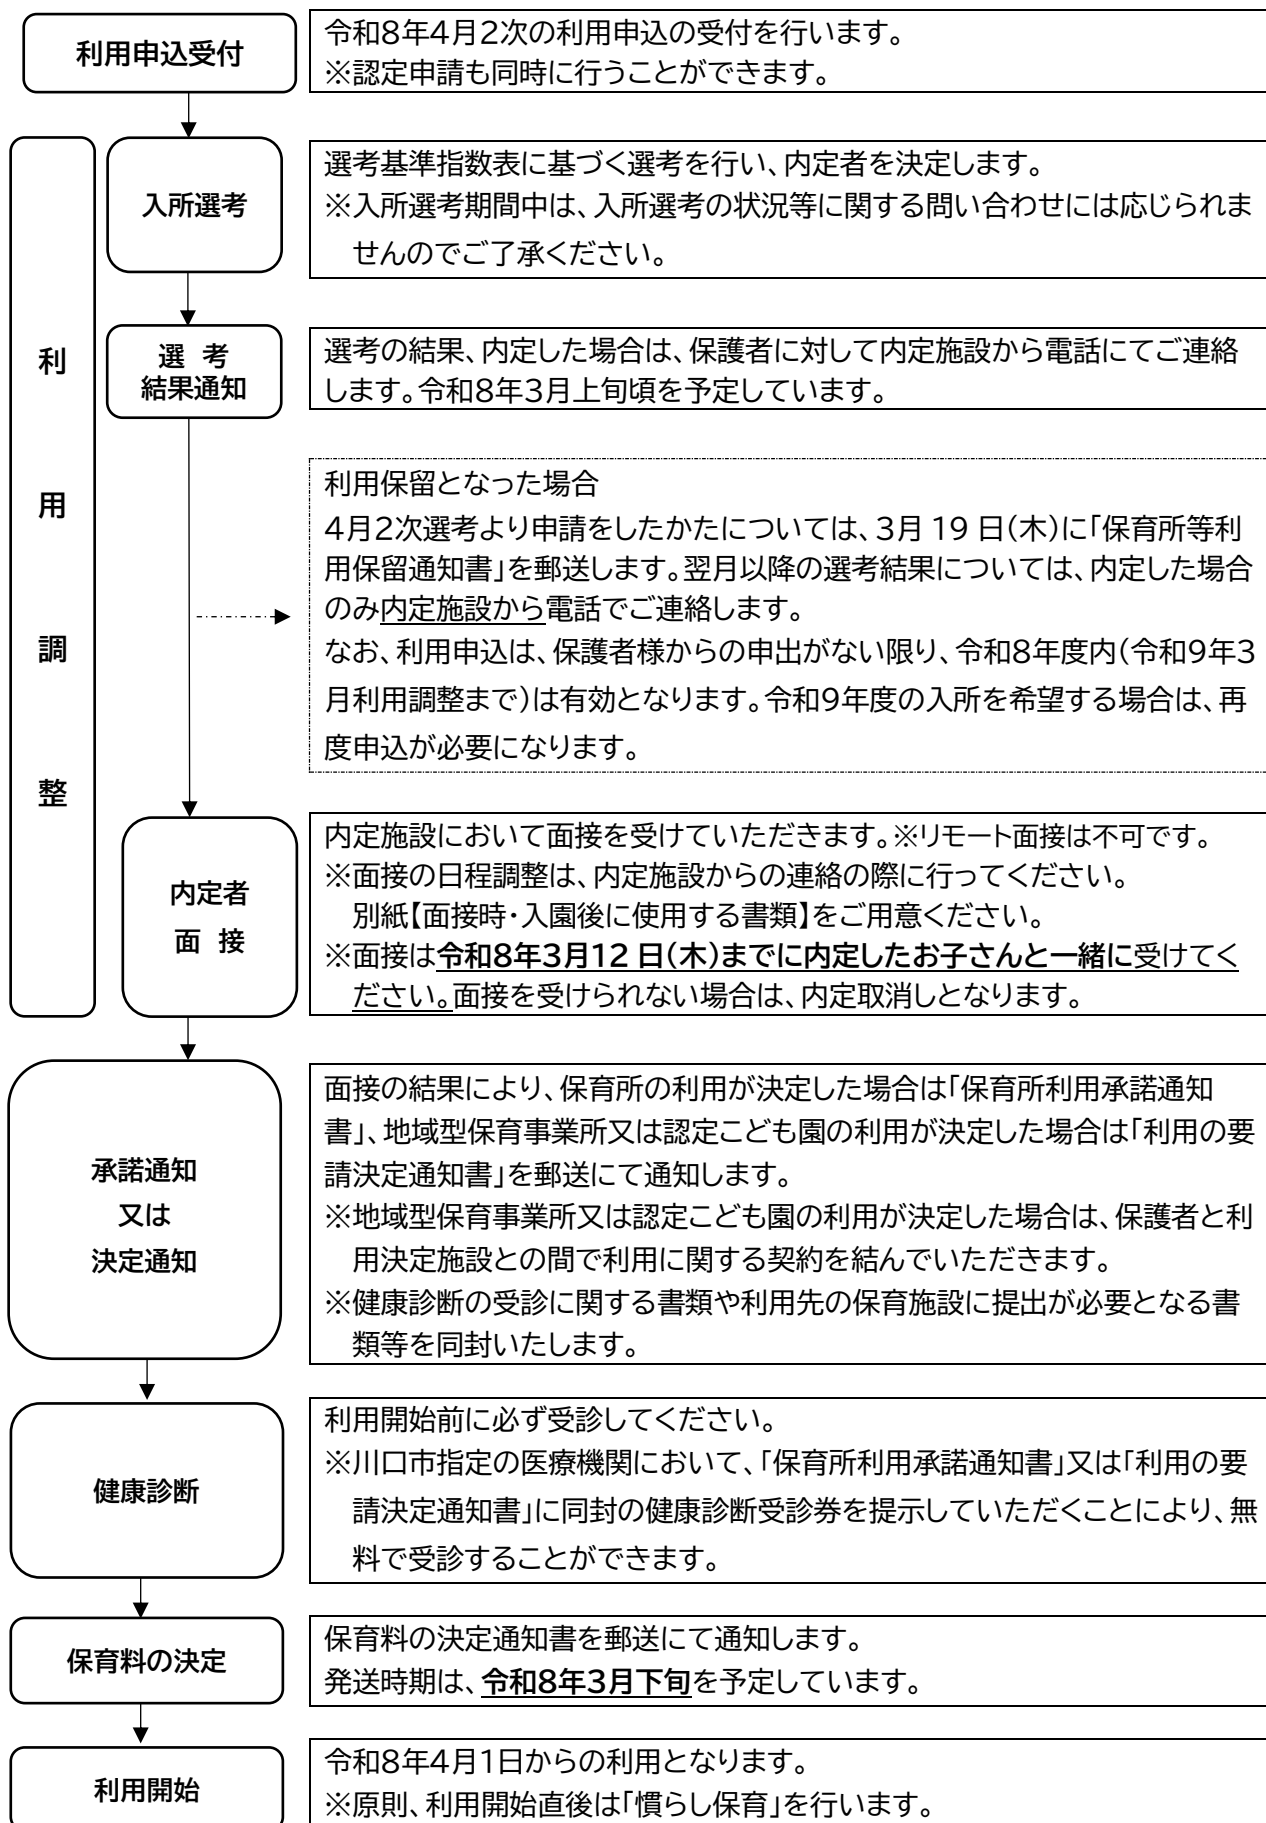 利用申込受付
令和8年4月2次の利用申込の受付を行います。
※認定申請も同時に行うことができます。
利用調整
入所選考
選考基準指数表に基づく選考を行い、内定者を決定します。
※入所選考期間中は、入所選考の状況等に関する問い合わせには応じられま
せんのでご了承ください。
選 考
結果通知
選考の結果、内定した場合は、保護者に対して内定施設から電話にてご連絡
します。令和8年3月上旬頃を予定しています。
利用保留となった場合
4月2次選考より申請をしたかたについては、3月 19 日(木)に「保育所等利
用保留通知書」を郵送します。翌月以降の選考結果については、内定した場合
のみ内定施設から電話でご連絡します。
なお、利用申込は、保護者様からの申出がない限り、令和8年度内(令和9年3
月利用調整まで)は有効となります。令和9年度の入所を希望する場合は、再
度申込が必要になります。
内定者
面 接
内定施設において面接を受けていただきます。※リモート面接は不可です。
※面接の日程調整は、内定施設からの連絡の際に行ってください。
別紙【面接時・入園後に使用する書類】をご用意ください。
※面接は令和8年3月12 日(木)までに内定したお子さんと一緒に受けてく
ださい。面接を受けられない場合は、内定取消しとなります。
承諾通知
又は
決定通知
面接の結果により、保育所の利用が決定した場合は「保育所利用承諾通知
書」、地域型保育事業所又は認定こども園の利用が決定した場合は「利用の要
請決定通知書」を郵送にて通知します。
※地域型保育事業所又は認定こども園の利用が決定した場合は、保護者と利
用決定施設との間で利用に関する契約を結んでいただきます。
※健康診断の受診に関する書類や利用先の保育施設に提出が必要となる書
類等を同封いたします。
健康診断
利用開始前に必ず受診してください。
※川口市指定の医療機関において、「保育所利用承諾通知書」又は「利用の要
請決定通知書」に同封の健康診断受診券を提示していただくことにより、無
料で受診することができます。
保育料の決定
保育料の決定通知書を郵送にて通知します。
発送時期は、令和8年3月下旬を予定しています。
利用開始
令和8年4月1日からの利用となります。
※原則、利用開始直後は「慣らし保育」を行います。